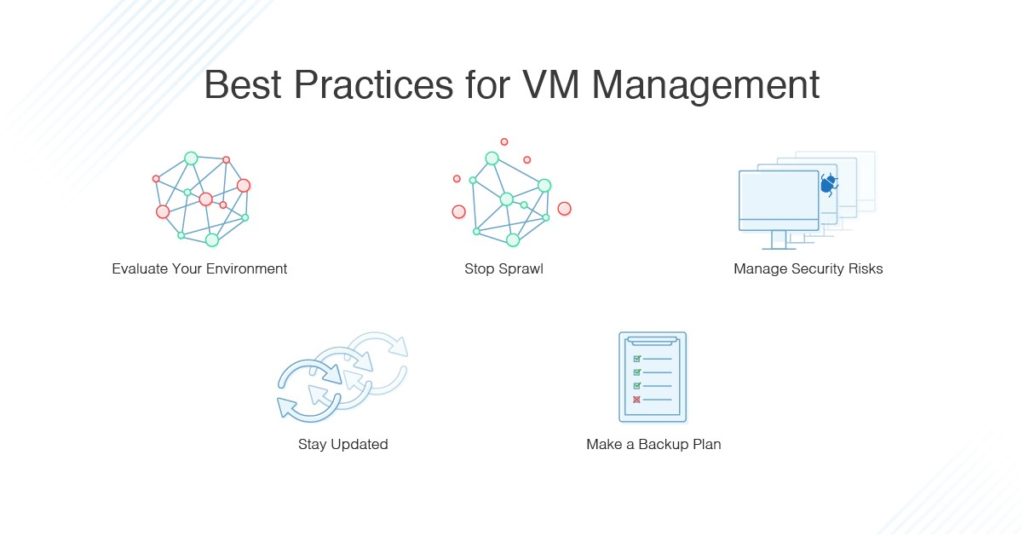 Best Practices for VM Management
Evaluate Your Environment
Stop Sprawl
Manage Security Risks
Stay Updated
Make a Backup Plan